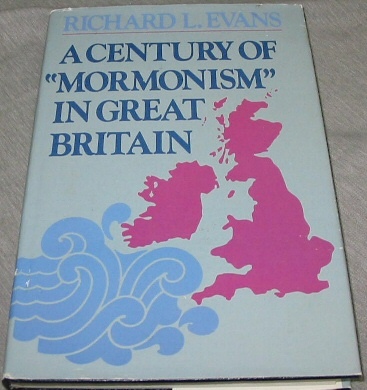 RICHARD L. EVANS
A CENTURY OF
“MORMONISM”
IN GREAT
BRITAIN